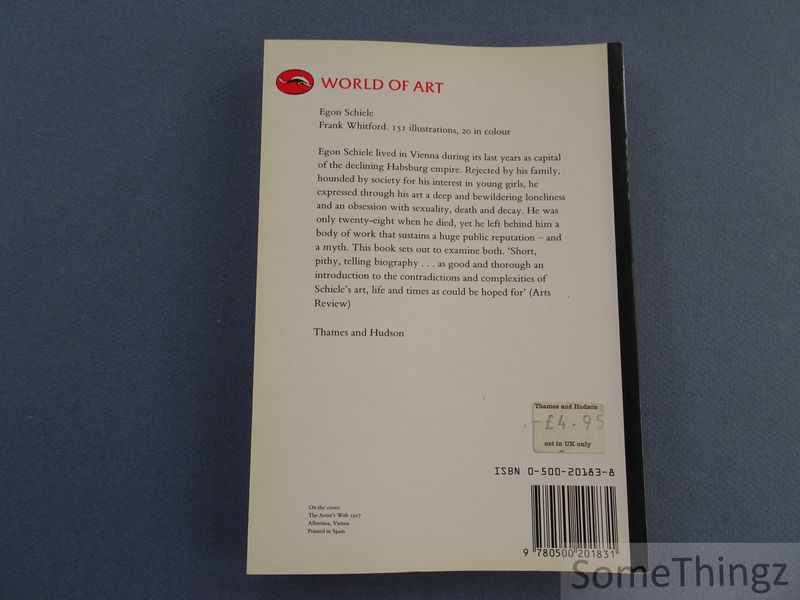 WORLD OF ART
Egon Schiele
Frank Whitford. 151 illustrations, 20 in colour
Egon Schiele lived in Vienna during its last years as capital
of the declining Habsburg empire. Rejected by his family,
hounded by society for his interest in young girls, he
expressed through his art a deep and bewildering loneliness
and an obsession with sexuality, death and decay. He was
only twenty-eight when he died, yet he left behind him a
body of work that sustains a huge public reputation – and
a myth. This book sets out to examine both. ‘Short,
pithy, telling biography . . . as good and thorough an
introduction to the contradictions and complexities of
Schiele’s art, life and times as could be hoped for’ (Arts
Review)
Thames and Hudson
Thames and Hudson
£4.95
net in UK only
ISBN 0-500-20183-8
On the cover:
The Artist’s Wife 1917
Albertina, Vienna
Printed in Spain
9 780500 201831
SomeThingz